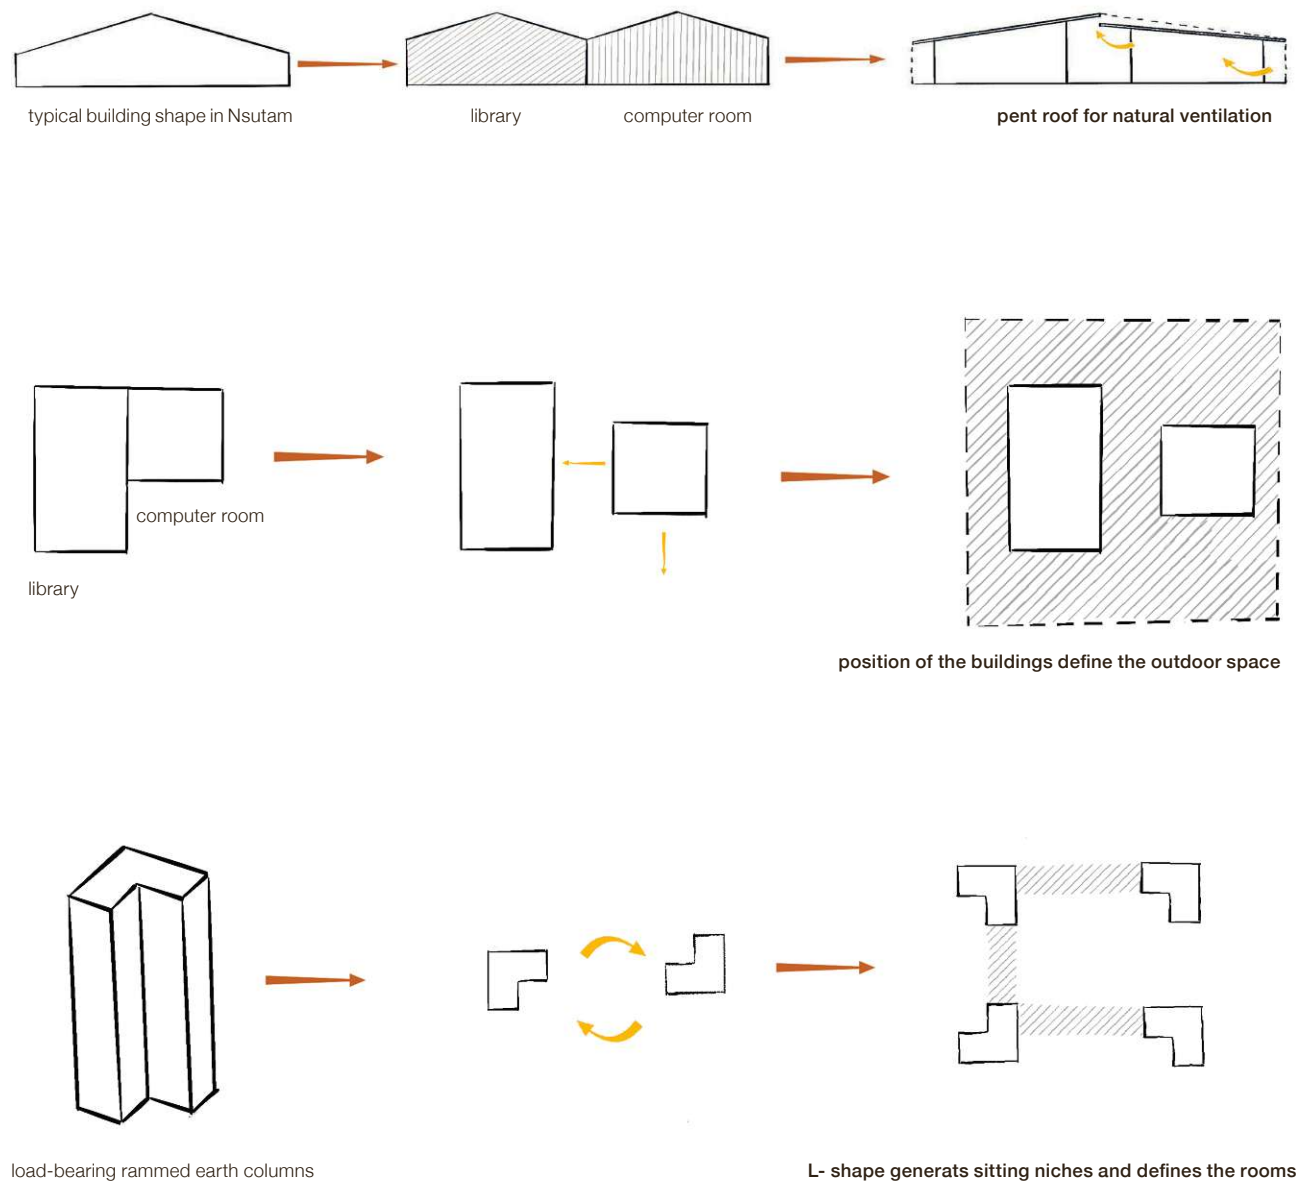 typical building shape in Nsutam
library
computer room
pent roof for natural ventilation
computer room
library
position of the buildings define the outdoor space
load-bearing rammed earth columns
L- shape generats sitting niches and defines the rooms